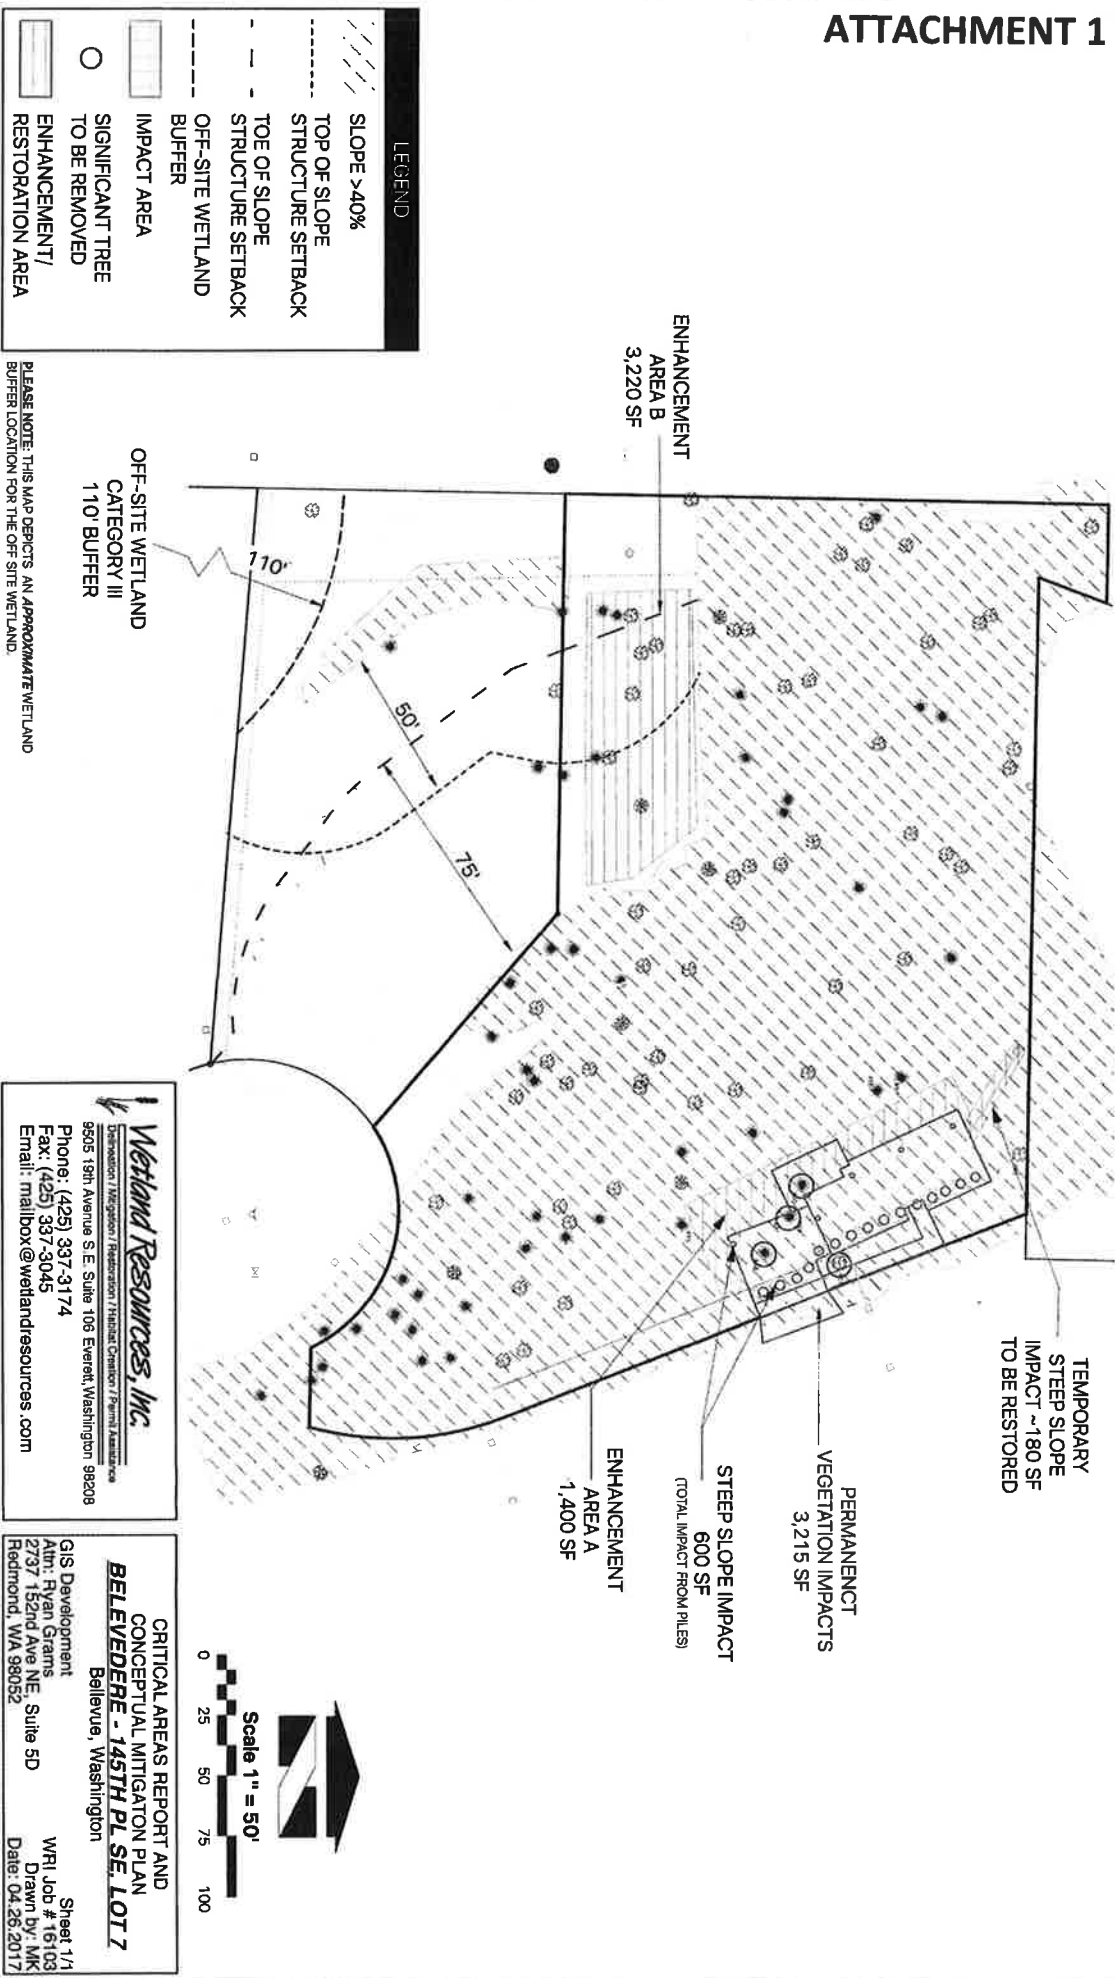 ATTACHMENT 1
LEGEND
SLOPE >40%
TOP OF SLOPE
STRUCTURE SETBACK
TOE OF SLOPE
STRUCTURE SETBACK
OFF-SITE WETLAND
BUFFER
IMPACT AREA
SIGNIFICANT TREE
TO BE REMOVED
ENHANCEMENT/
RESTORATION AREA
PLEASE NOTE: THIS MAP DEPICTS AN APPROXIMATE WETLAND
BUFFER LOCATION FOR THE OFF SITE WETLAND.
ENHANCEMENT
AREA B
3,220 SF
OFF-SITE WETLAND
CATEGORY III
110' BUFFER
110'
50'
75'
TEMPORARY
STEEP SLOPE
IMPACT ~180 SF
TO BE RESTORED
PERMANENCT
VEGETATION IMPACTS
3,215 SF
STEEP SLOPE IMPACT
600 SF
(TOTAL IMPACT FROM PILES)
ENHANCEMENT
AREA A
1,400 SF
Scale 1" = 50'
0 25 50 75 100
Wetland Resources, Inc.
Delineation / Mitigation / Restoration / Habitat Creation / Permit Assistance
9505 19th Avenue S.E. Suite 106 Everett, Washington 98208
Phone: (425) 337-3174
Fax: (425) 337-3045
Email: mailbox@wetlandresources.com
CRITICAL AREAS REPORT AND
CONCEPTUAL MITIGATON PLAN
BELEVEDERE - 145TH PL SE, LOT 7
Bellevue, Washington
GIS Development
Attn: Ryan Grams
2737 152nd Ave NE, Suite 5D
Redmond, WA 98052
Sheet 1/1
WRI Job # 16103
Drawn by: MK
Date: 04.26.2017